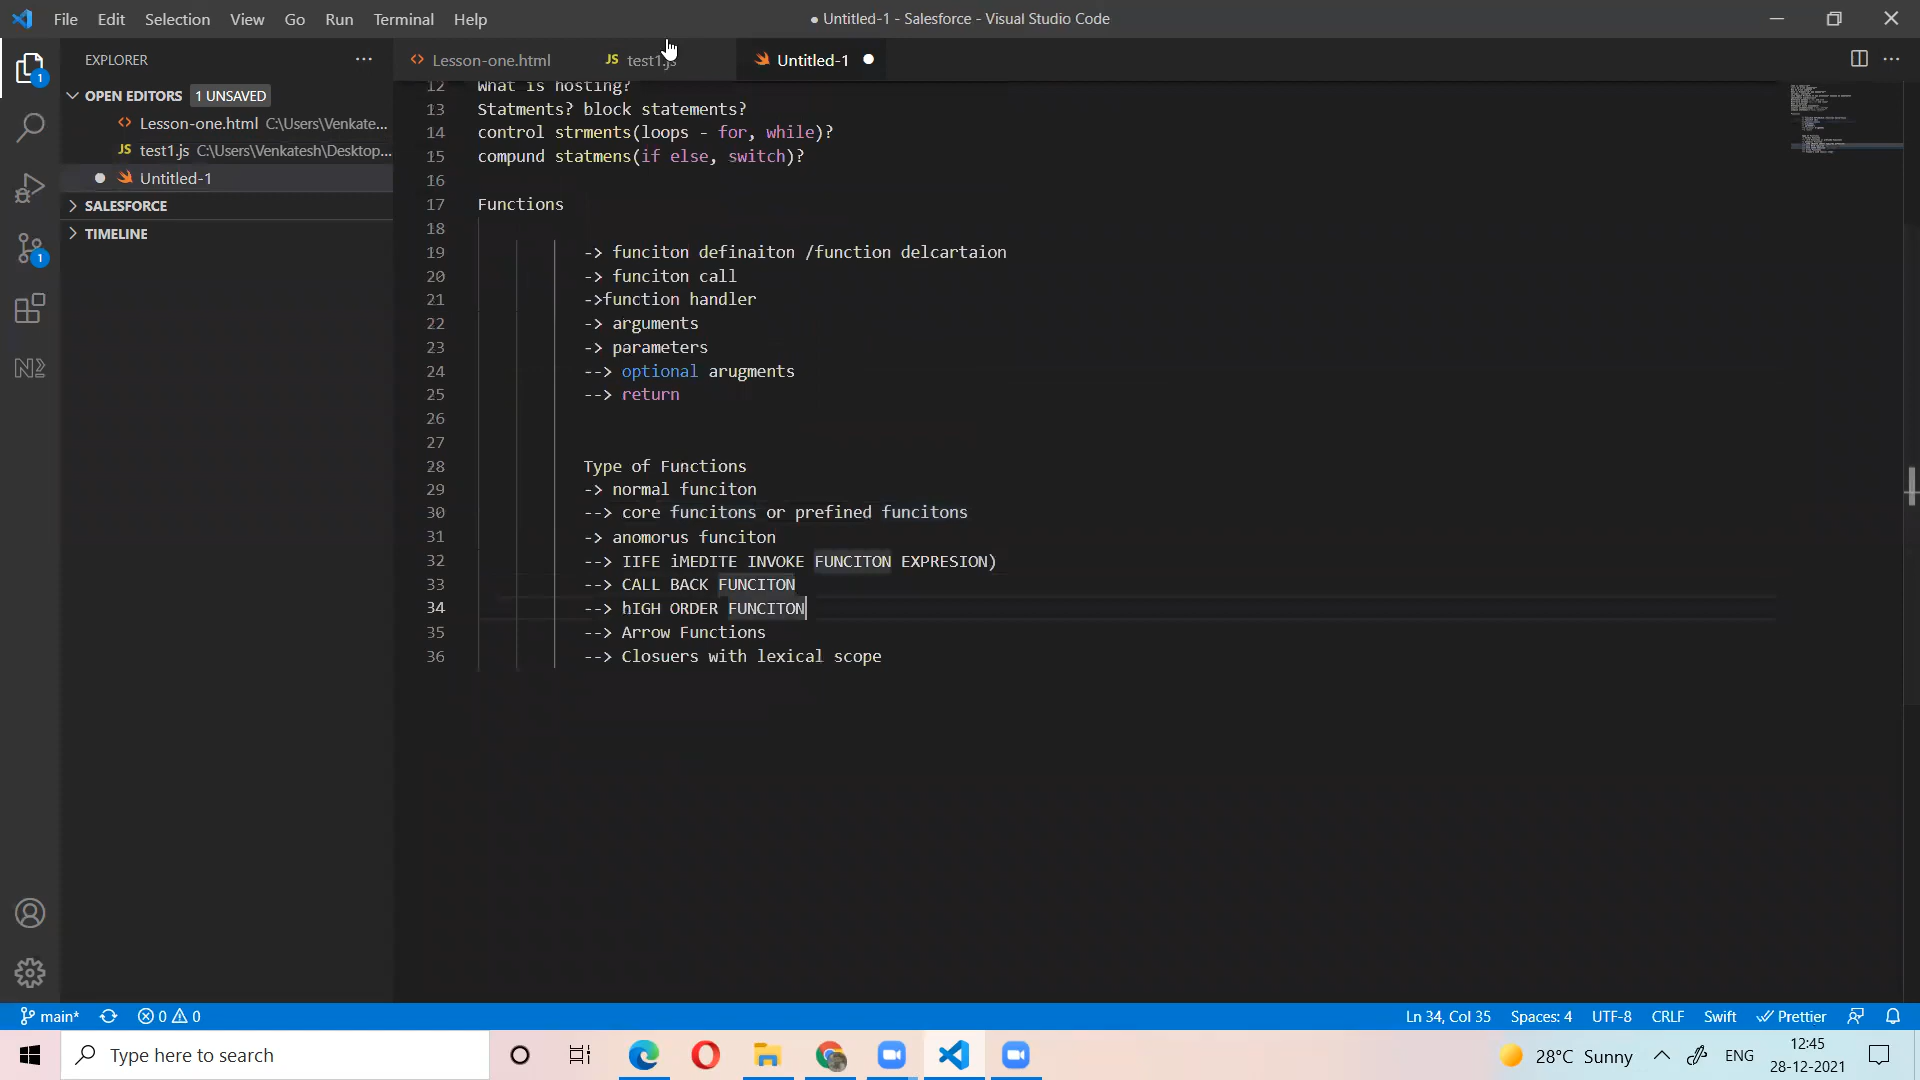 File Edit Selection View Go Run Terminal Help
● Untitled-1 - Salesforce - Visual Studio Code
EXPLORER
Lesson-one.html
JS test1.js
Untitled-1
OPEN EDITORS 1 UNSAVED
Lesson-one.html C:\Users\Venkate...
JS test1.js C:\Users\Venkatesh\Desktop...
Untitled-1
SALESFORCE
TIMELINE
1
1
12 What is hosting?
13 Statments? block statements?
14 control strments(loops - for, while)?
15 compund statmens(if else, switch)?
16
17 Functions
18
19 -> funciton definaiton /function delcartaion
20 -> funciton call
21 ->function handler
22 -> arguments
23 -> parameters
24 --> optional arugments
25 --> return
26
27
28 Type of Functions
29 -> normal funciton
30 --> core funcitons or prefined funcitons
31 -> anomorus funciton
32 --> IIFE iMEDITE INVOKE FUNCITON EXPRESION)
33 --> CALL BACK FUNCITON
34 --> hIGH ORDER FUNCITON
35 --> Arrow Functions
36 --> Closuers with lexical scope
main* 0 0
Ln 34, Col 35 Spaces: 4 UTF-8 CRLF Swift Prettier
Type here to search
28°C Sunny ENG
12:45
28-12-2021